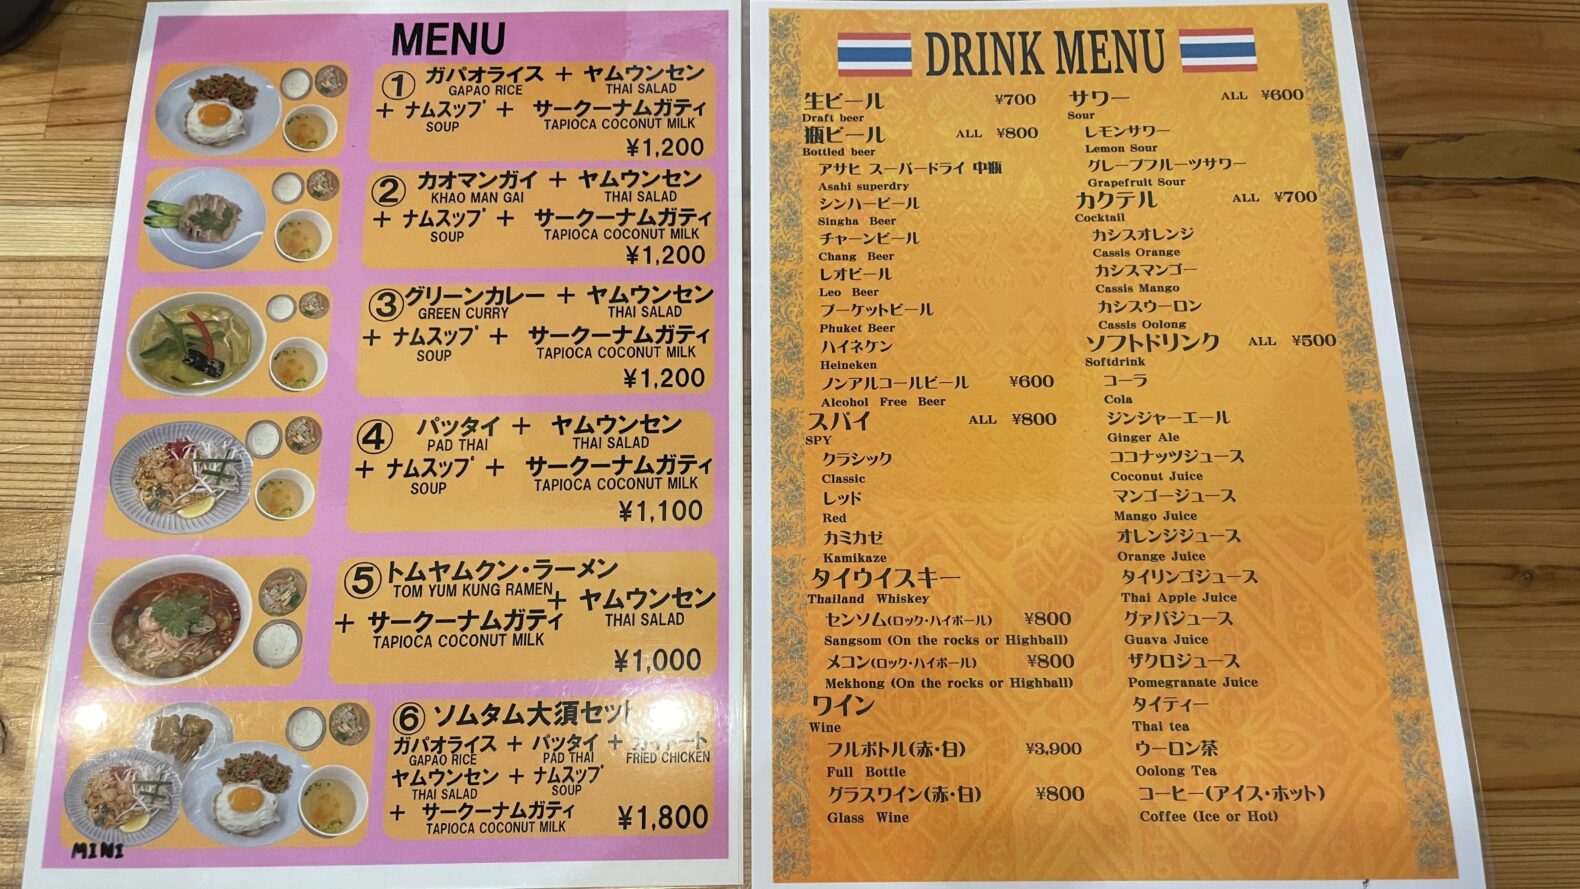 MENU
① ガパオライス ＋ ヤムウンセン
GAPAO RICE THAI SALAD
＋ ナムスップ ＋ サークーナムガティ
SOUP TAPIOCA COCONUT MILK
¥1,200
② カオマンガイ ＋ ヤムウンセン
KHAO MAN GAI THAI SALAD
＋ ナムスップ ＋ サークーナムガティ
SOUP TAPIOCA COCONUT MILK
¥1,200
③ グリーンカレー ＋ ヤムウンセン
GREEN CURRY THAI SALAD
＋ ナムスップ ＋ サークーナムガティ
SOUP TAPIOCA COCONUT MILK
¥1,200
④ パッタイ ＋ ヤムウンセン
PAD THAI THAI SALAD
＋ ナムスップ ＋ サークーナムガティ
SOUP TAPIOCA COCONUT MILK
¥1,100
⑤ トムヤムクン・ラーメン
TOM YUM KUNG RAMEN
＋ ヤムウンセン
THAI SALAD
＋ サークーナムガティ
TAPIOCA COCONUT MILK
¥1,000
⑥ ソムタム大須セット
ガパオライス ＋ パッタイ ＋
GAPAO RICE PAD THAI FRIED CHICKEN
ヤムウンセン ＋ ナムスップ
THAI SALAD SOUP
＋ サークーナムガティ
TAPIOCA COCONUT MILK
¥1,800
MINI
DRINK MENU
生ビール ¥700
Draft beer
瓶ビール ALL ¥800
Bottled beer
アサヒ スーパードライ 中瓶
Asahi superdry
シンハービール
Singha Beer
チャーンビール
Chang Beer
レオビール
Leo Beer
プーケットビール
Phuket Beer
ハイネケン
Heineken
ノンアルコールビール ¥600
Alcohol Free Beer
スパイ ALL ¥800
SPY
クラシック
Classic
レッド
Red
カミカゼ
Kamikaze
タイウイスキー
Thailand Whiskey
センソム(ロック・ハイボール) ¥800
Sangsom (On the rocks or Highball)
メコン(ロック・ハイボール) ¥800
Mekhong (On the rocks or Highball)
ワイン
Wine
フルボトル(赤・白) ¥3,900
Full Bottle
グラスワイン(赤・白) ¥800
Glass Wine
サワー ALL ¥600
Sour
レモンサワー
Lemon Sour
グレープフルーツサワー
Grapefruit Sour
カクテル ALL ¥700
Cocktail
カシスオレンジ
Cassis Orange
カシスマンゴー
Cassis Mango
カシスウーロン
Cassis Oolong
ソフトドリンク ALL ¥500
Softdrink
コーラ
Cola
ジンジャーエール
Ginger Ale
ココナッツジュース
Coconut Juice
マンゴージュース
Mango Juice
オレンジジュース
Orange Juice
タイリンゴジュース
Thai Apple Juice
グァバジュース
Guava Juice
ザクロジュース
Pomegranate Juice
タイティー
Thai tea
ウーロン茶
Oolong Tea
コーヒー(アイス・ホット)
Coffee (Ice or Hot)